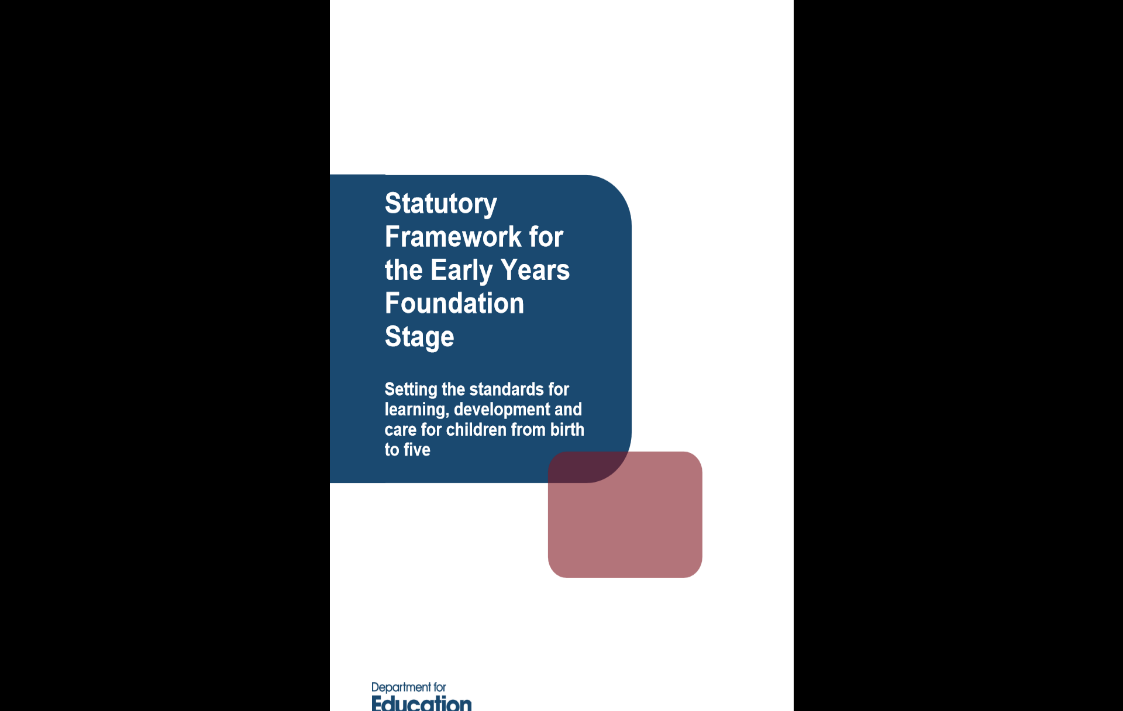 Statutory
Framework for
the Early Years
Foundation
Stage
Setting the standards for
learning, development and
care for children from birth
to five
Department for
Education